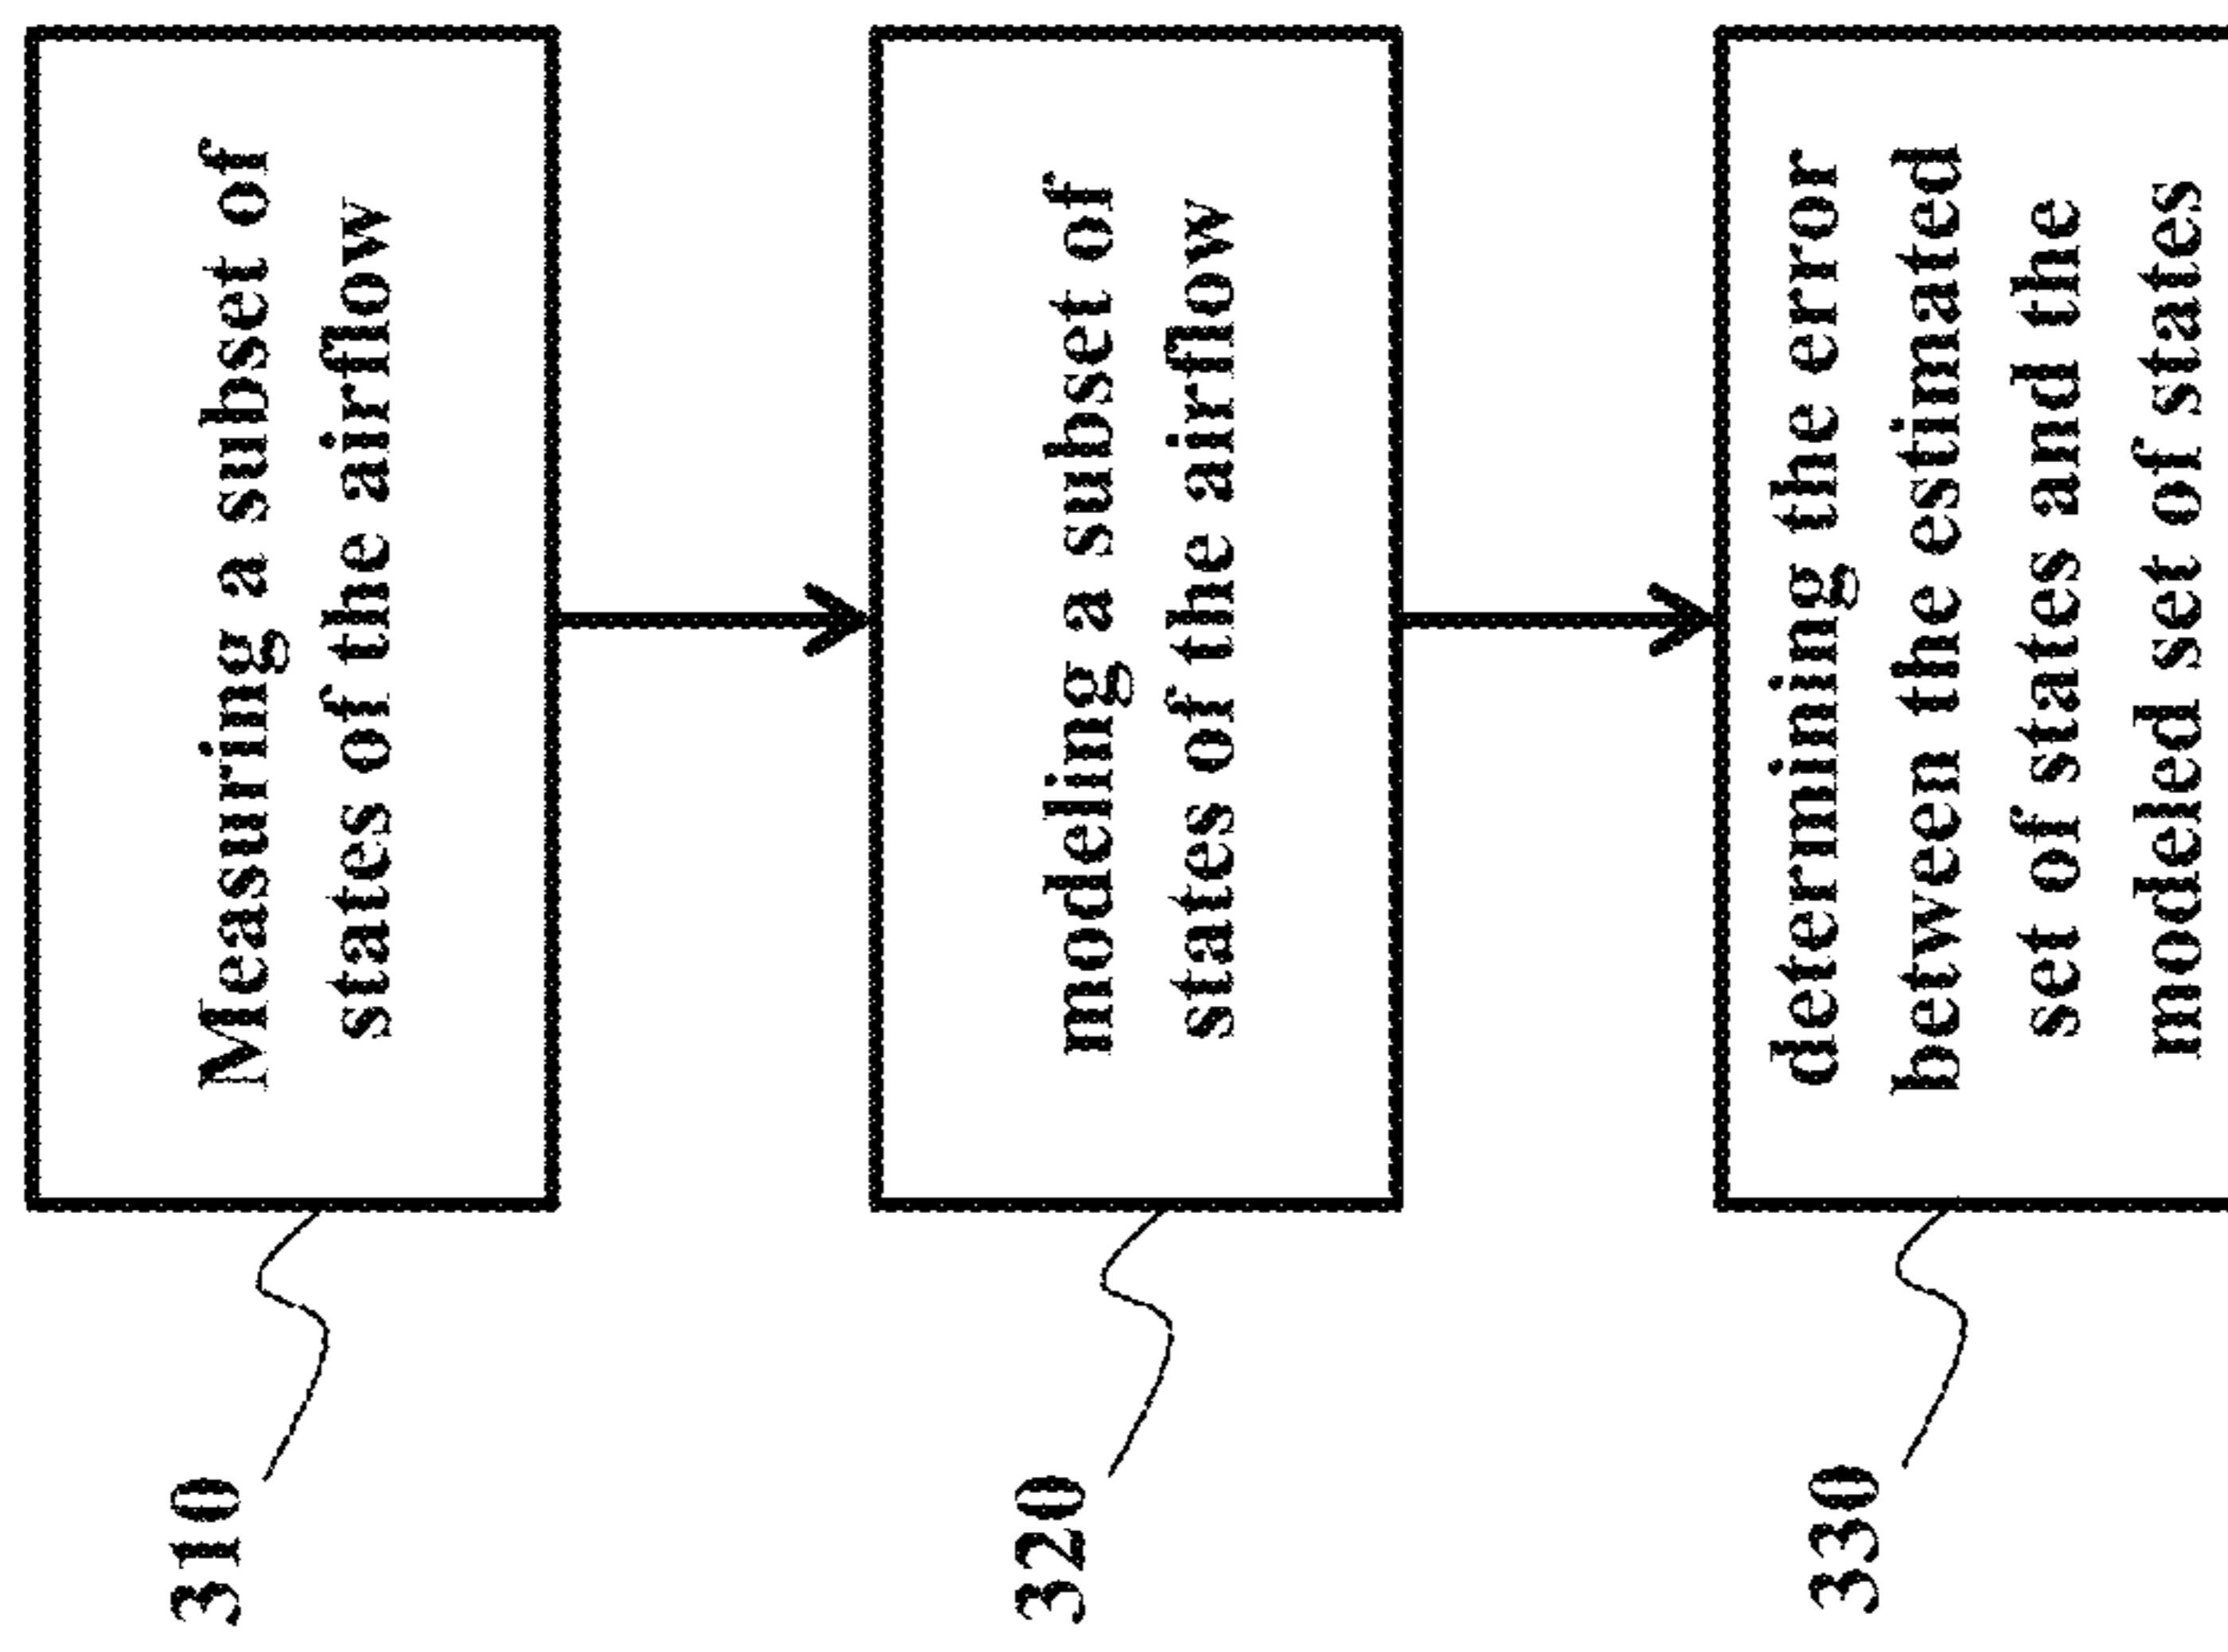 310
Measuring a subset of
states of the airflow
320
modeling a subset of
states of the airflow
330
determining the error
between the estimated
set of states and the
modeled set of states